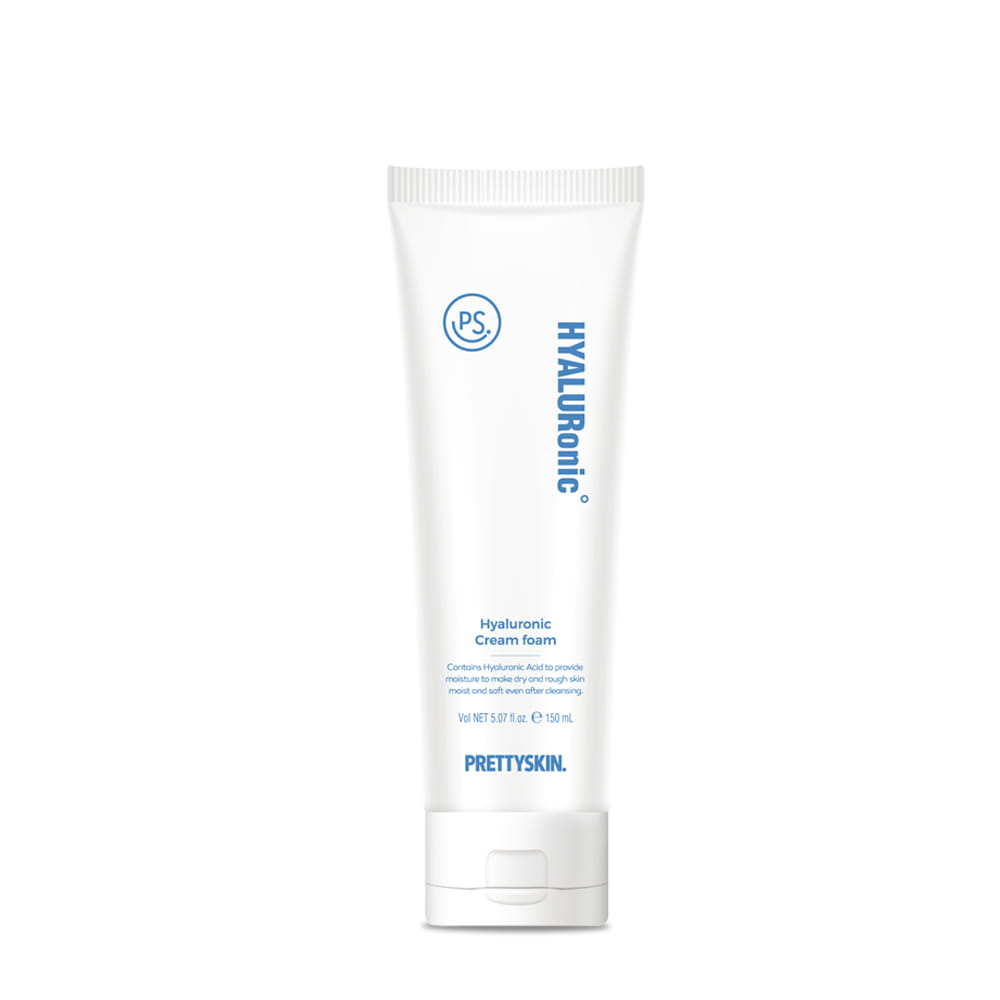 PS.
HYALURonic°
Hyaluronic
Cream foam
Contains Hyaluronic Acid to provide
moisture to make dry and rough skin
moist and soft even after cleansing.
Vol NET 5.07 fl.oz. ℮ 150 mL
PRETTYSKIN.